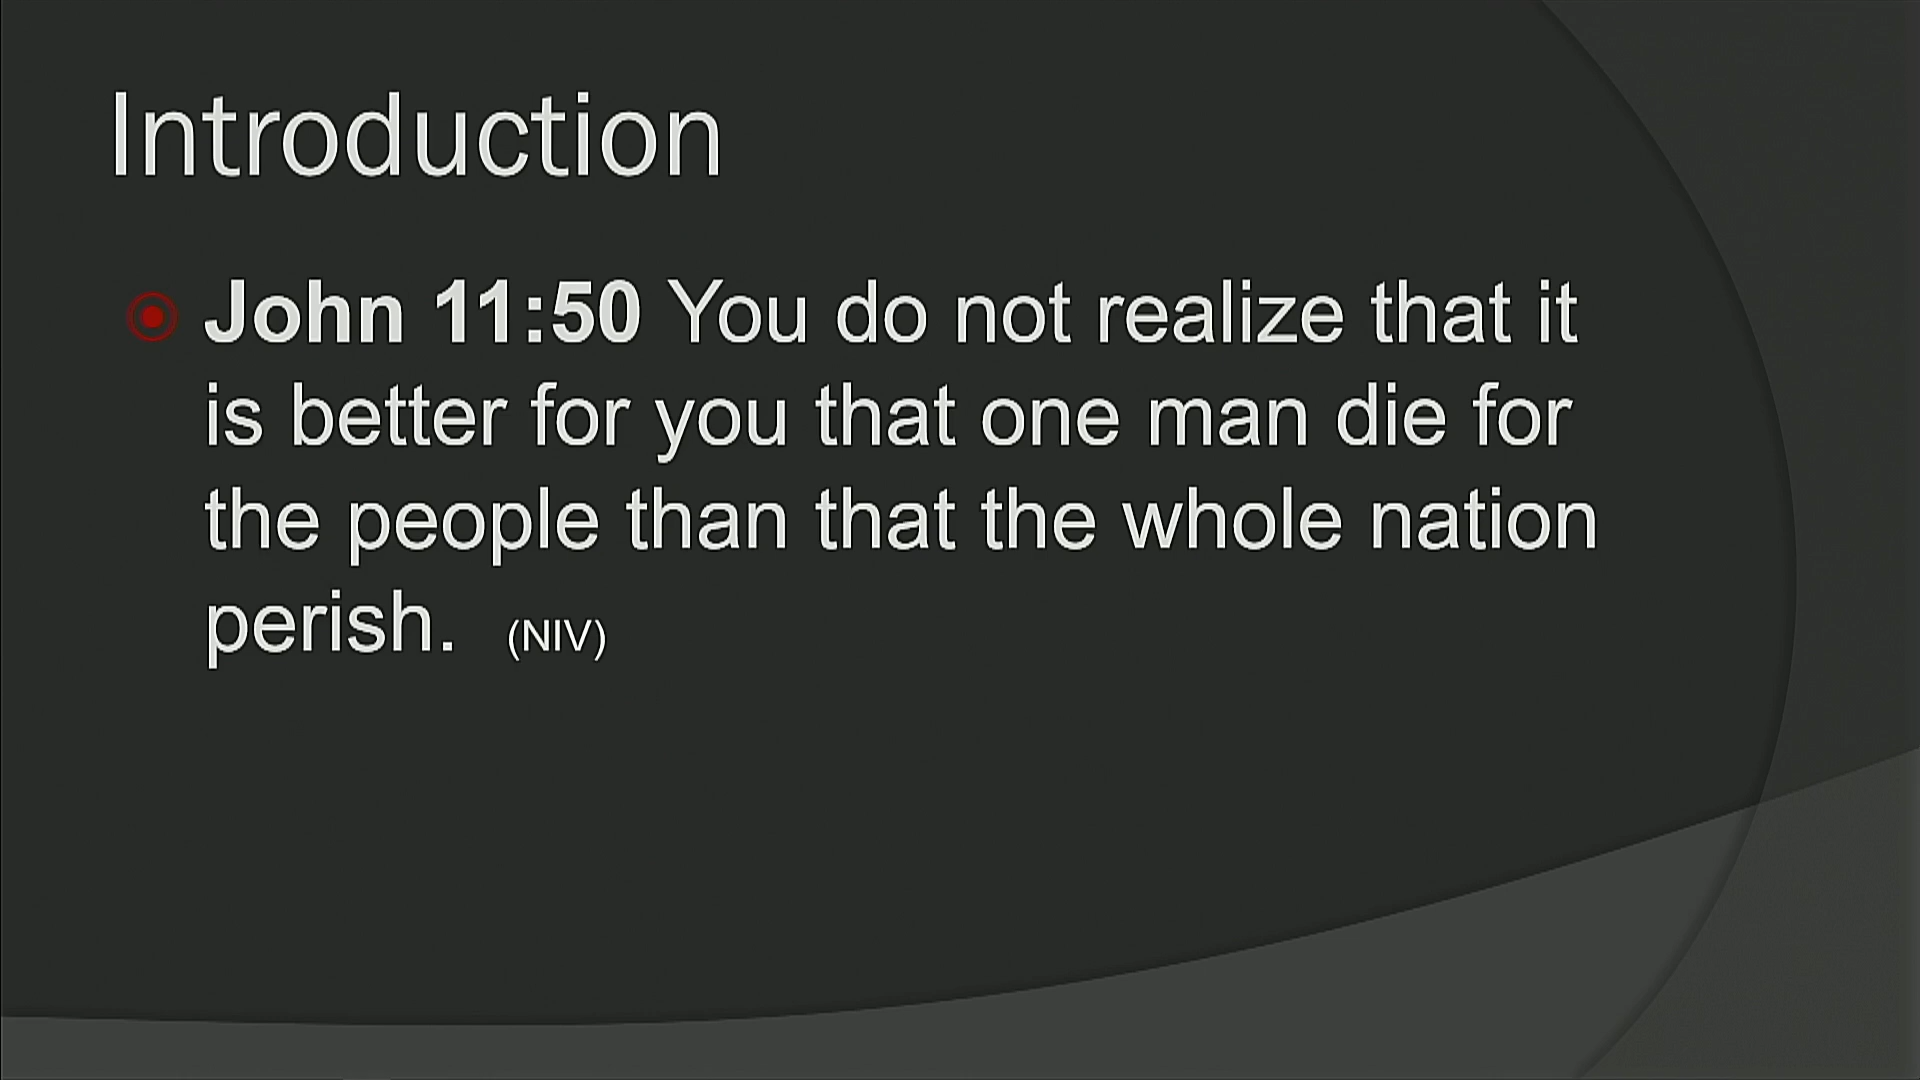 Introduction
John 11:50 You do not realize that it
is better for you that one man die for
the people than that the whole nation
perish. (NIV)